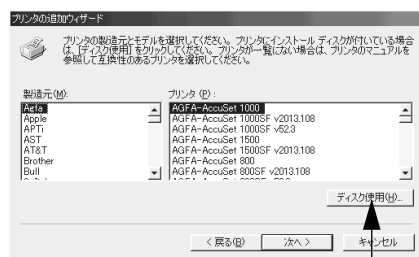 プリンタの追加ウィザード
プリンタの製造元とモデルを選択してください。プリンタにインストール ディスクが付いている場合
は、[ディスク使用] をクリックしてください。プリンタが一覧にない場合は、プリンタのマニュアルを
参照して互換性のあるプリンタを選択してください。
製造元(M):
Agfa
Apple
APTi
AST
AT&T
Brother
Bull
プリンタ (P) :
AGFA-AccuSet 1000
AGFA-AccuSet 1000SF v2013.108
AGFA-AccuSet 1000SF v52.3
AGFA-AccuSet 1500
AGFA-AccuSet 1500SF v2013.108
AGFA-AccuSet 800
AGFA-AccuSet 800SF v2013.108
ディスク使用(H)...
< 戻る(B)
次へ >
キャンセル